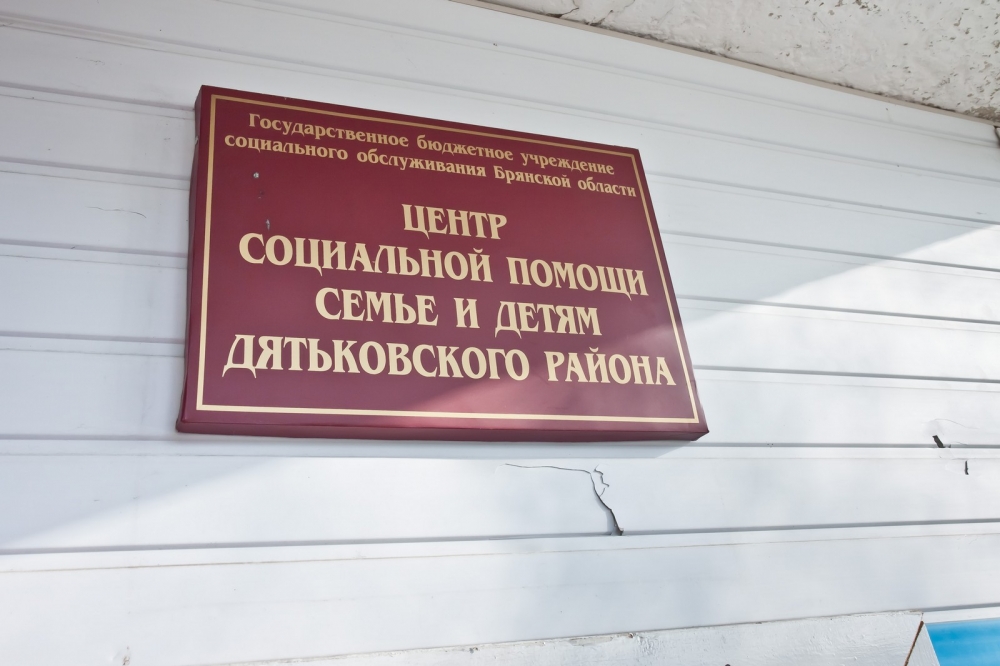 Государственное бюджетное учреждение
социального обслуживания Брянской области
ЦЕНТР
СОЦИАЛЬНОЙ ПОМОЩИ
СЕМЬЕ И ДЕТЯМ
ДЯТЬКОВСКОГО РАЙОНА